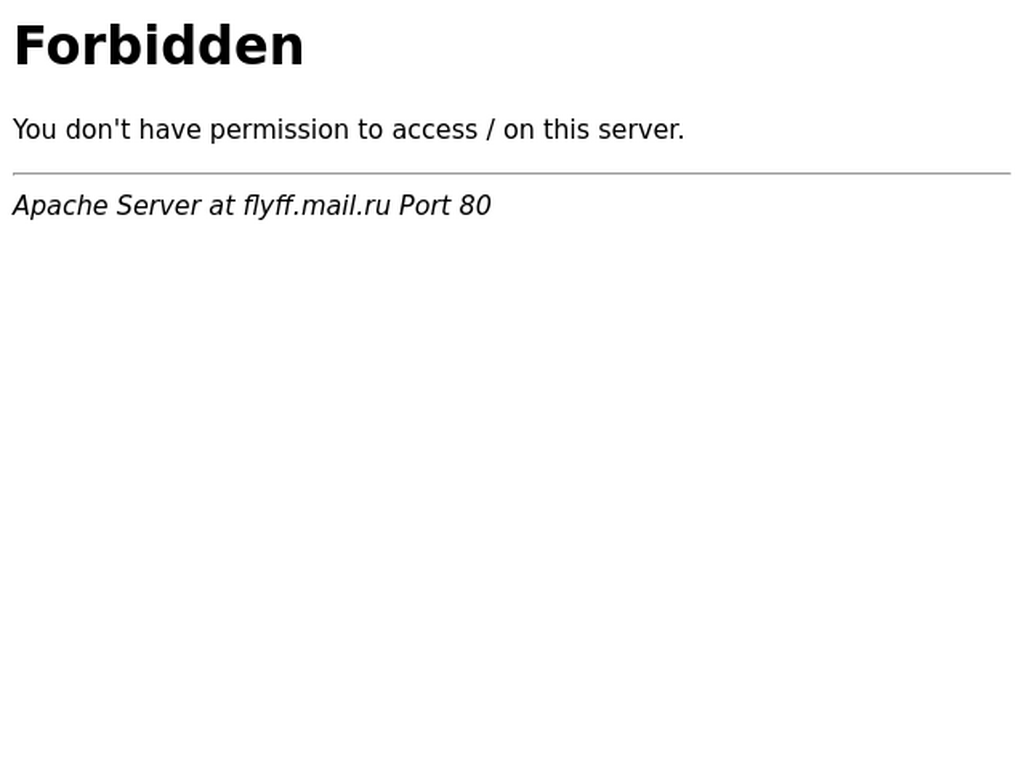 Forbidden
You don't have permission to access / on this server.
Apache Server at flyff.mail.ru Port 80